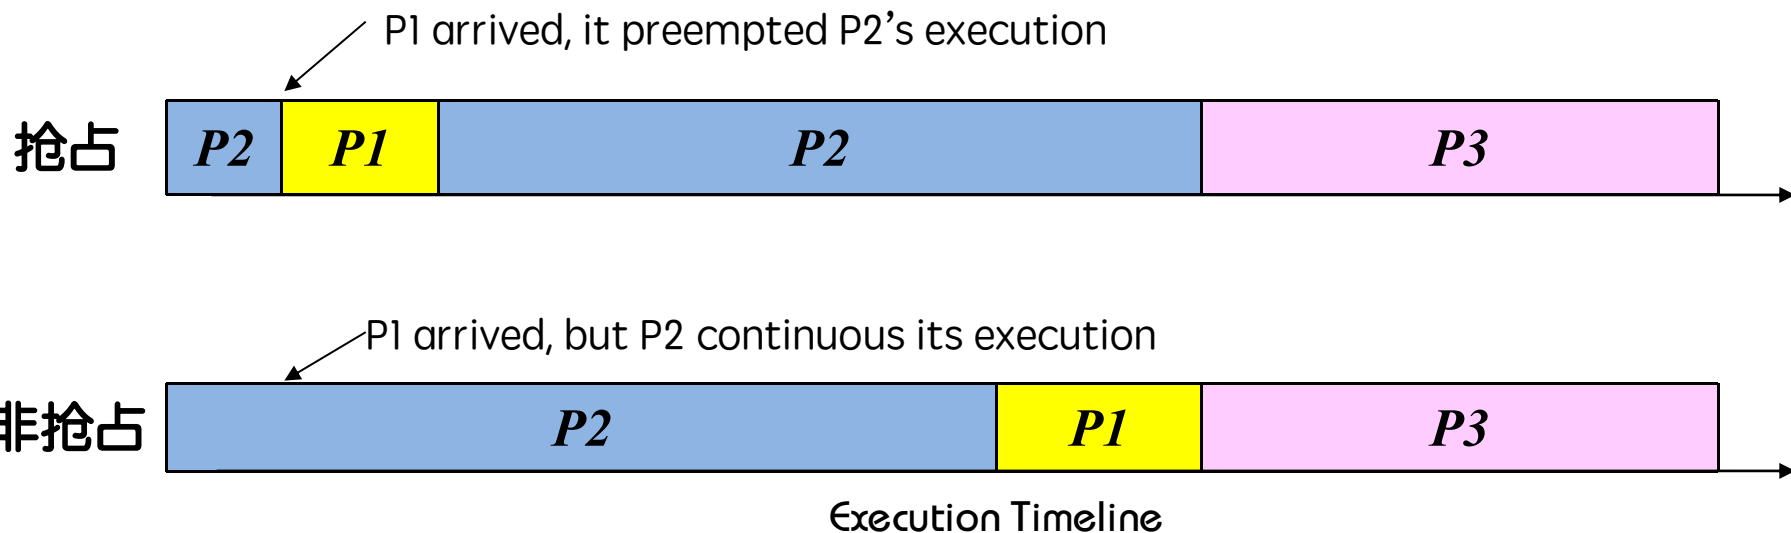 P1 arrived, it preempted P2’s execution
抢占 P2 P1 P2 P3
P1 arrived, but P2 continuous its execution
非抢占 P2 P1 P3
Execution Timeline